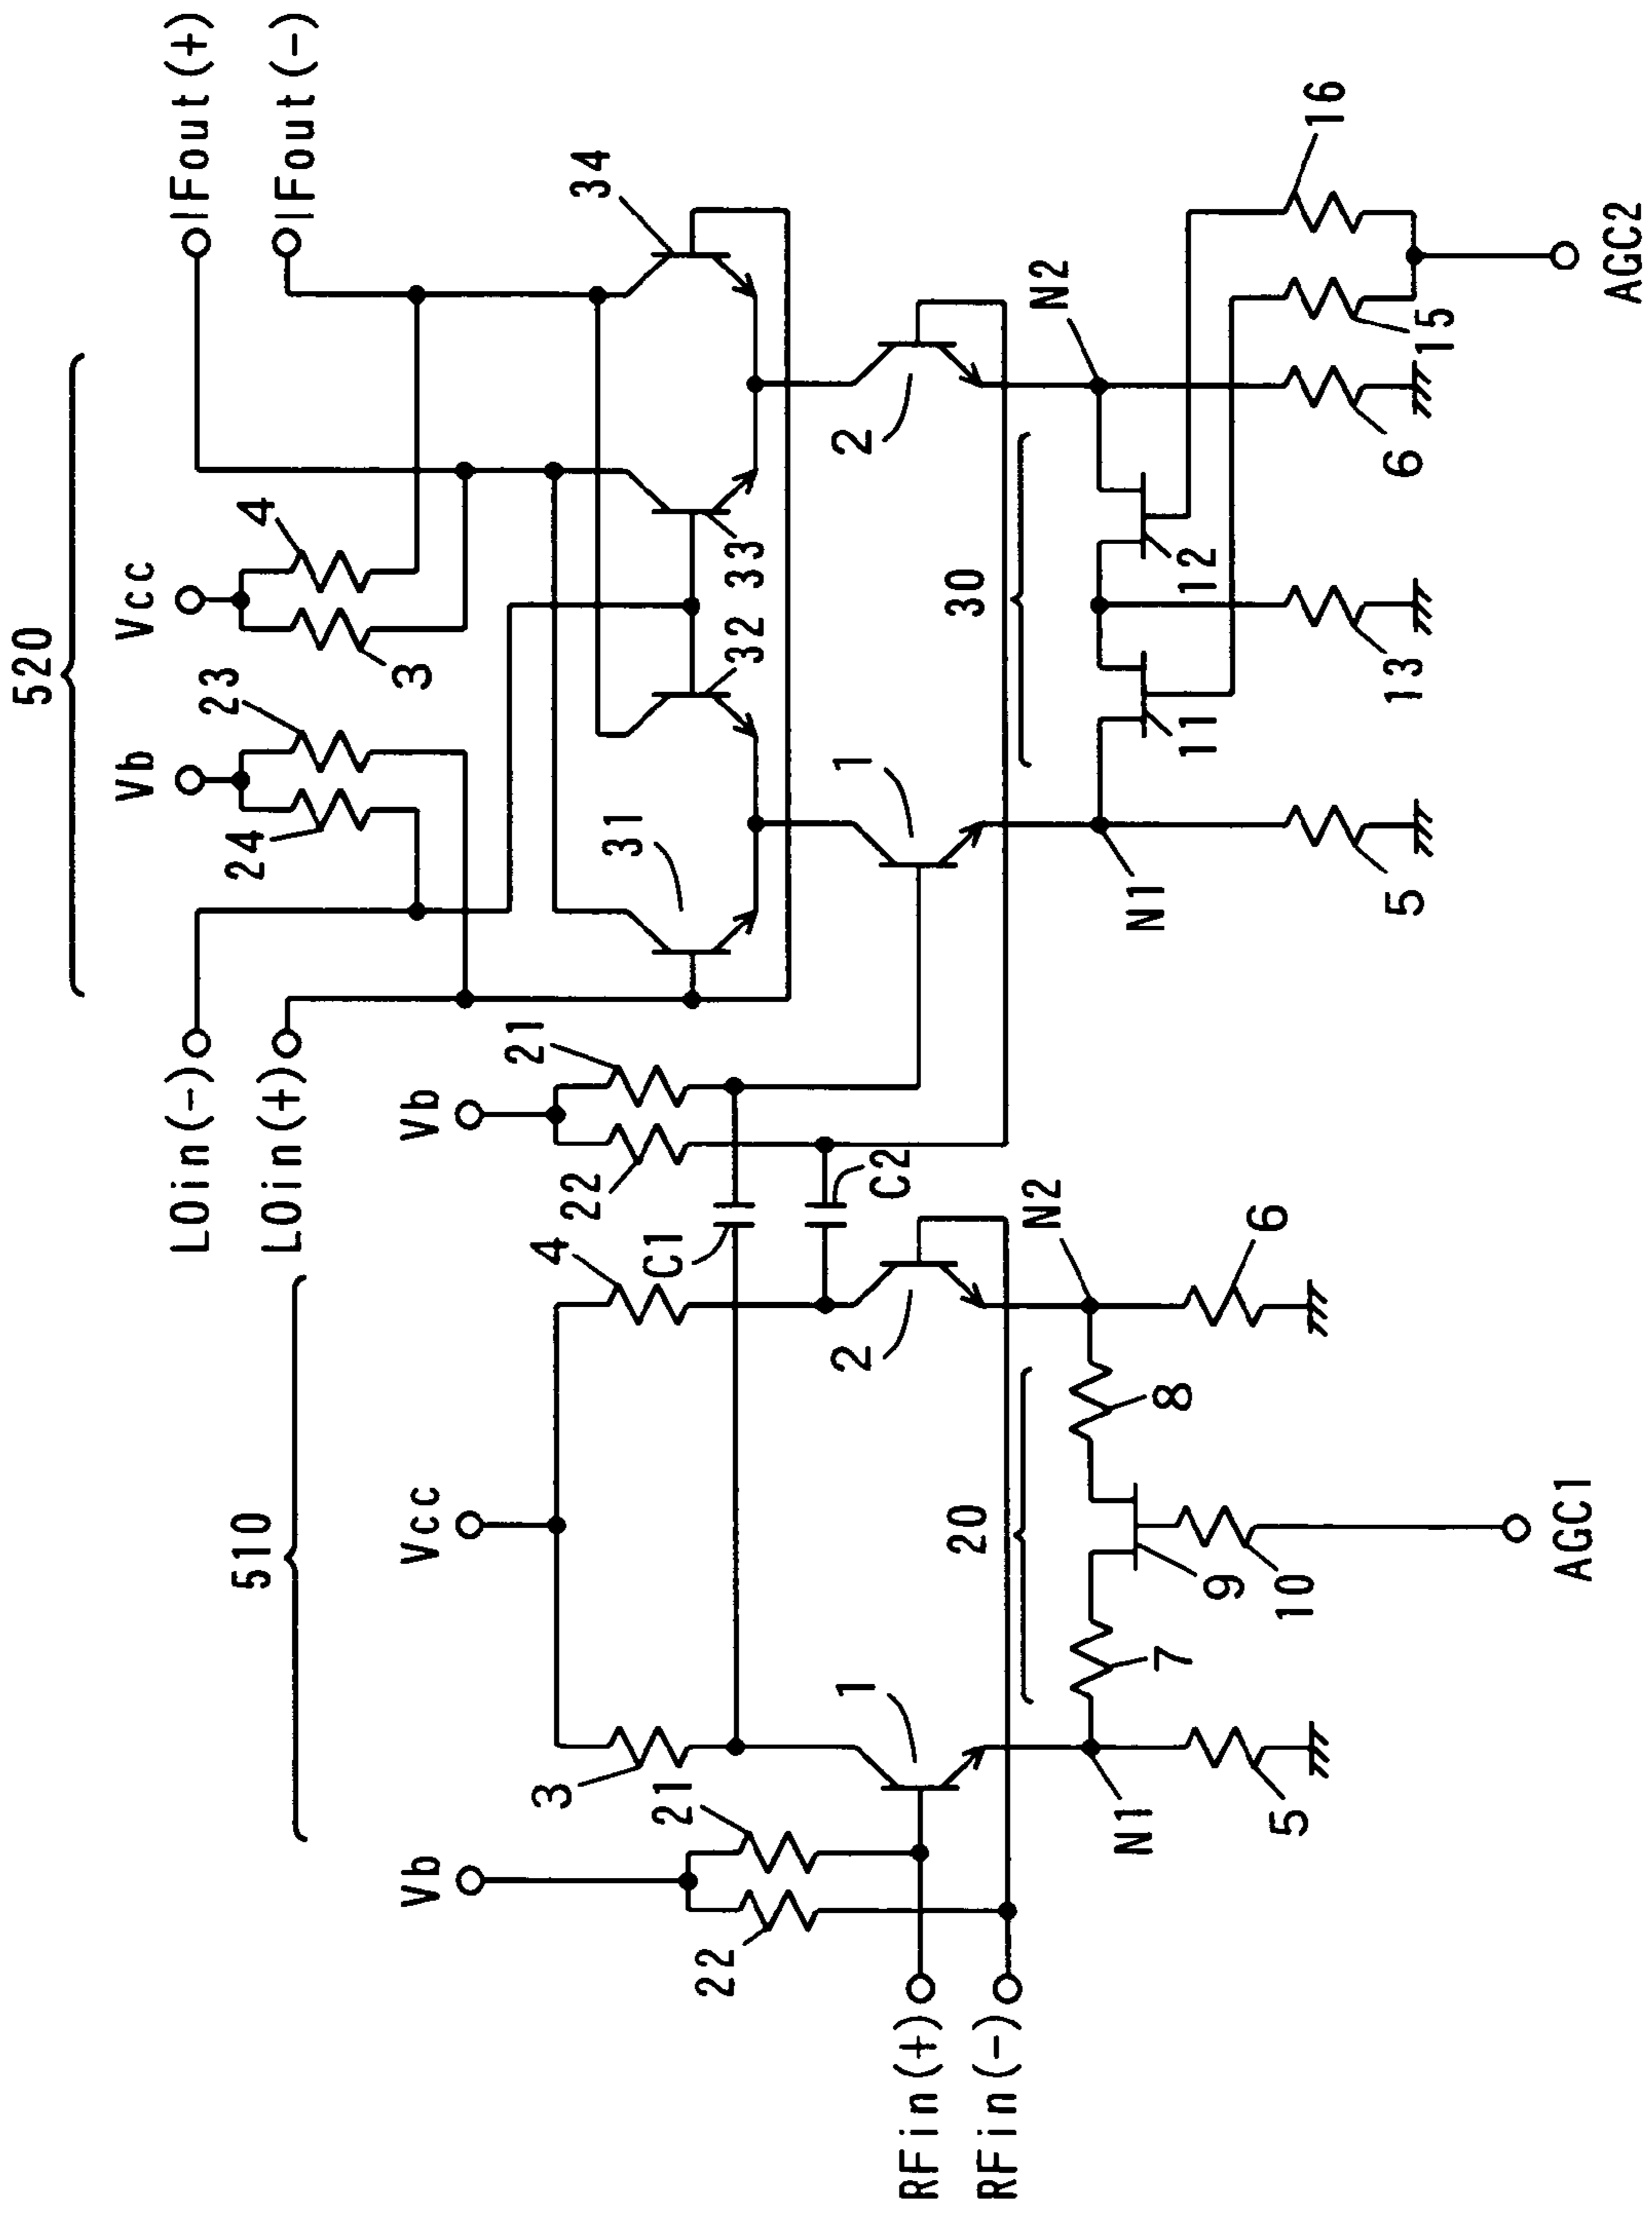 520
Vb
Vcc
IFout(+)
IFout(-)
LOin(-)
LOin(+)
24
23
3
4
31
32
33
34
510
Vb
Vcc
Vb
22
21
3
4
22
21
C1
C2
1
2
1
2
RFin(+)
RFin(-)
20
30
N1
N2
N1
N2
7
8
9
10
5
6
11
12
5
13
6
15
16
AGC1
AGC2